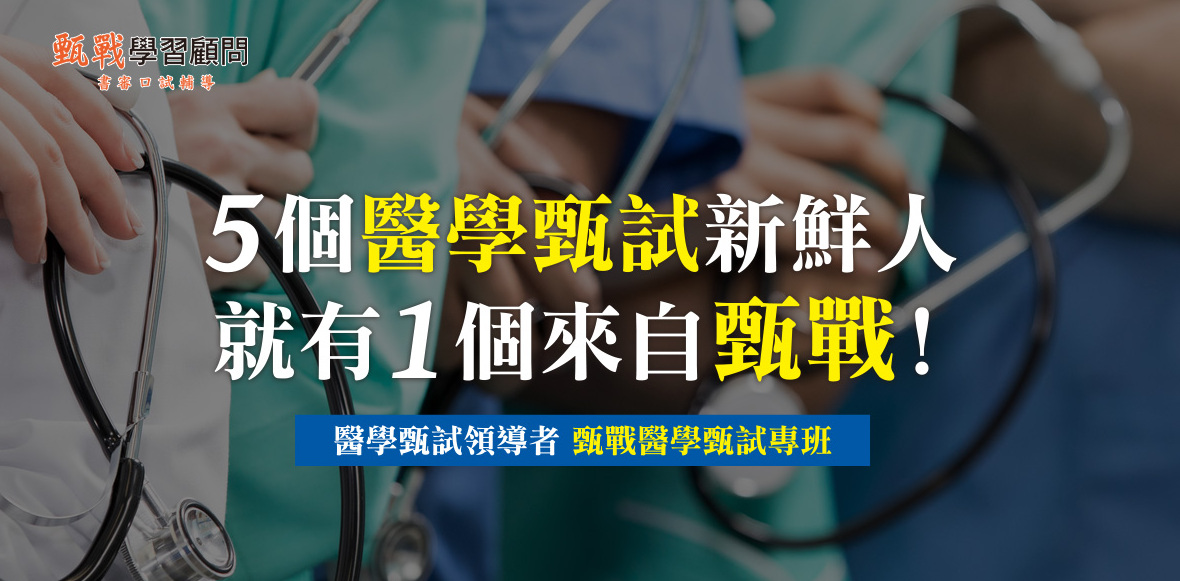 甄戰學習顧問
書審口試輔導
5個醫學甄試新鮮人
就有1個來自甄戰！
醫學甄試領導者 甄戰醫學甄試專班